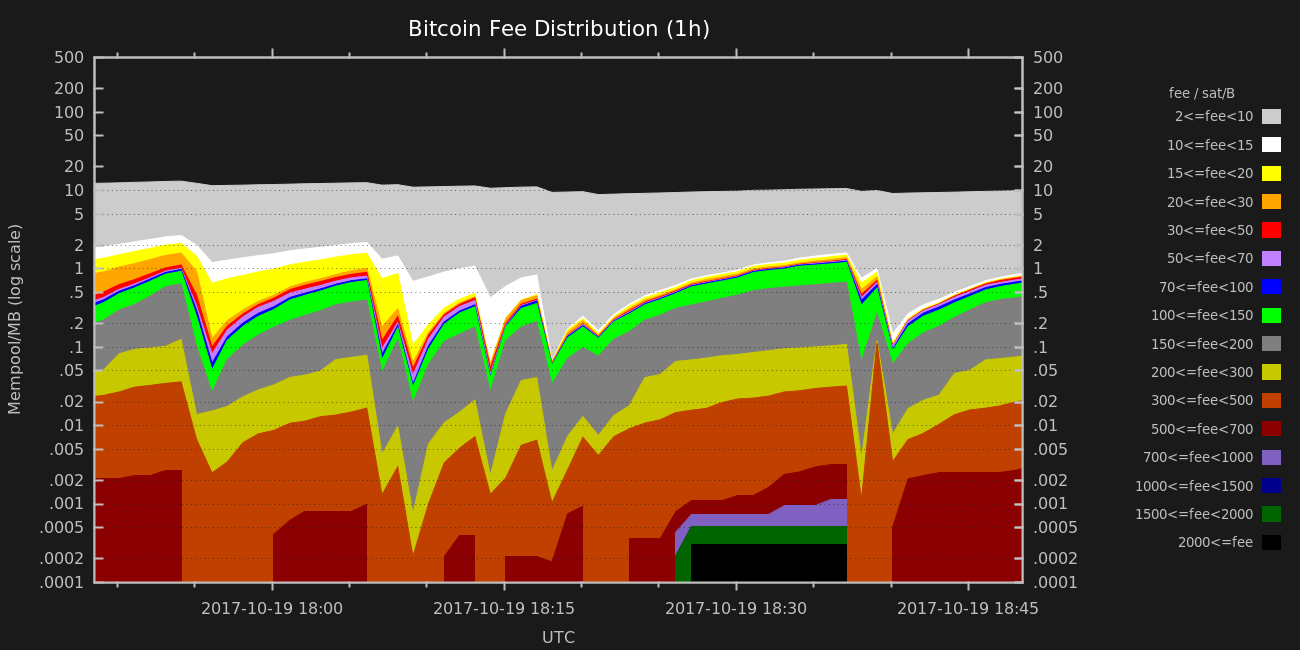 Bitcoin Fee Distribution (1h)
500 500
200 200
100 100
50 50
20 20
10 10
5 5
2 2
1 1
.5 .5
.2 .2
.1 .1
.05 .05
.02 .02
.01 .01
.005 .005
.002 .002
.001 .001
.0005 .0005
.0002 .0002
.0001 .0001
Mempool/MB (log scale)
2017-10-19 18:00 2017-10-19 18:15 2017-10-19 18:30 2017-10-19 18:45
UTC
fee / sat/B
2<=fee<10
10<=fee<15
15<=fee<20
20<=fee<30
30<=fee<50
50<=fee<70
70<=fee<100
100<=fee<150
150<=fee<200
200<=fee<300
300<=fee<500
500<=fee<700
700<=fee<1000
1000<=fee<1500
1500<=fee<2000
2000<=fee